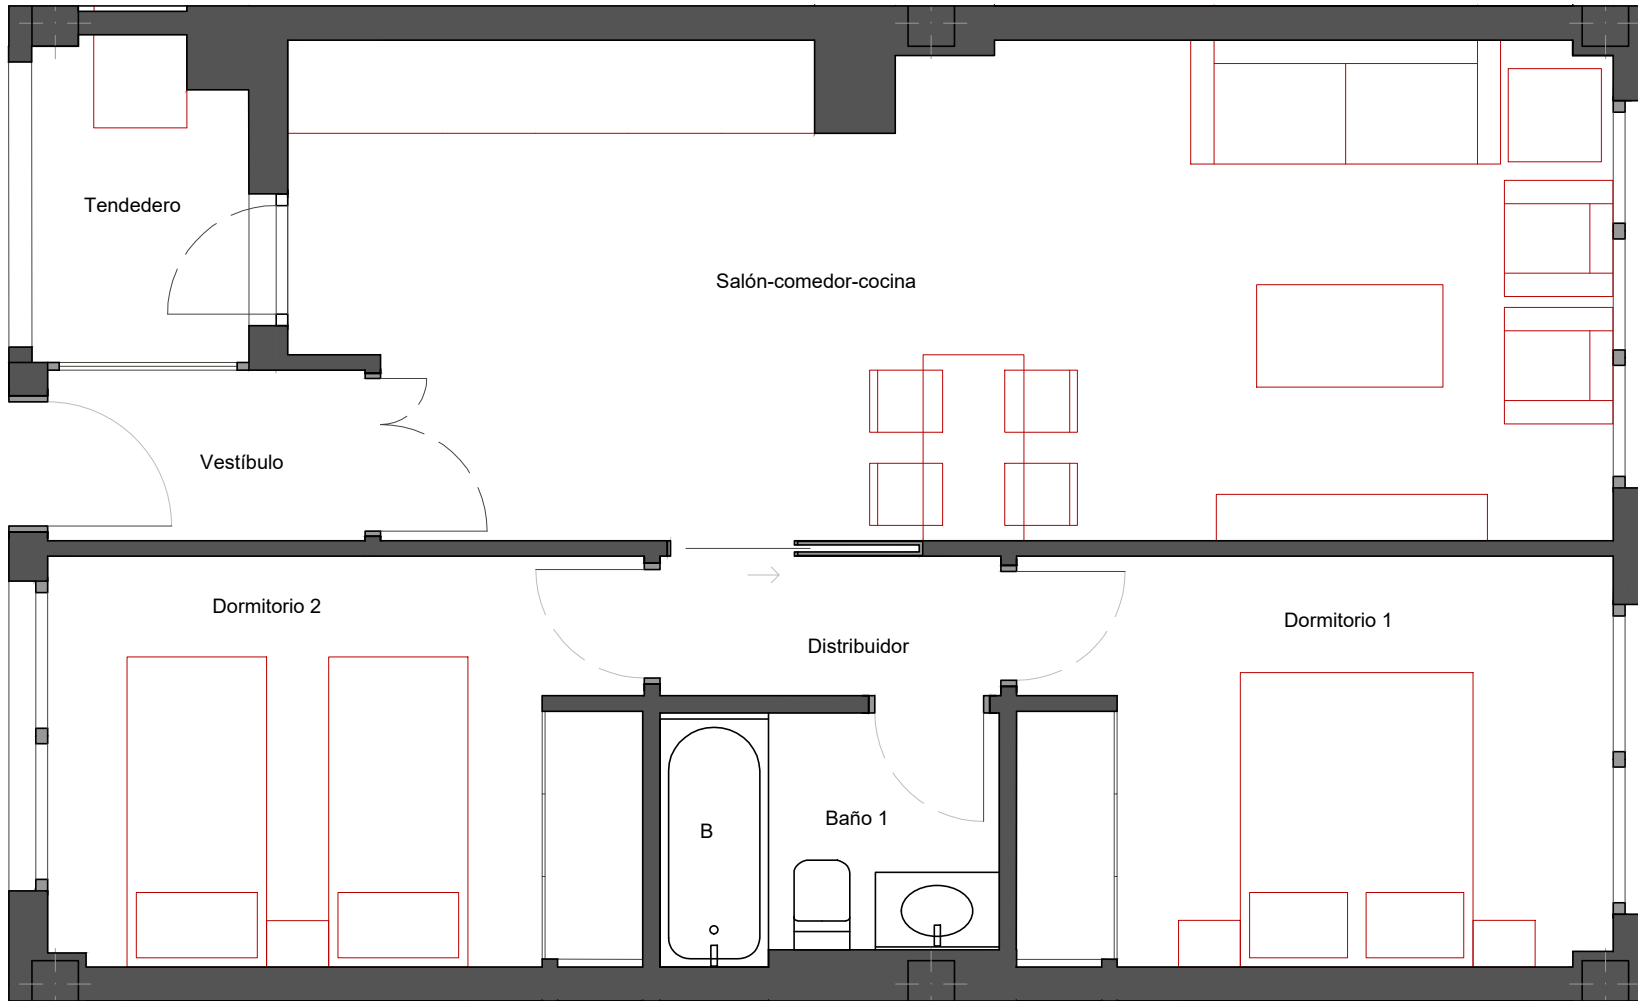 Tendedero
Salón-comedor-cocina
Vestíbulo
Dormitorio 2
Dormitorio 1
Distribuidor
Baño 1
B